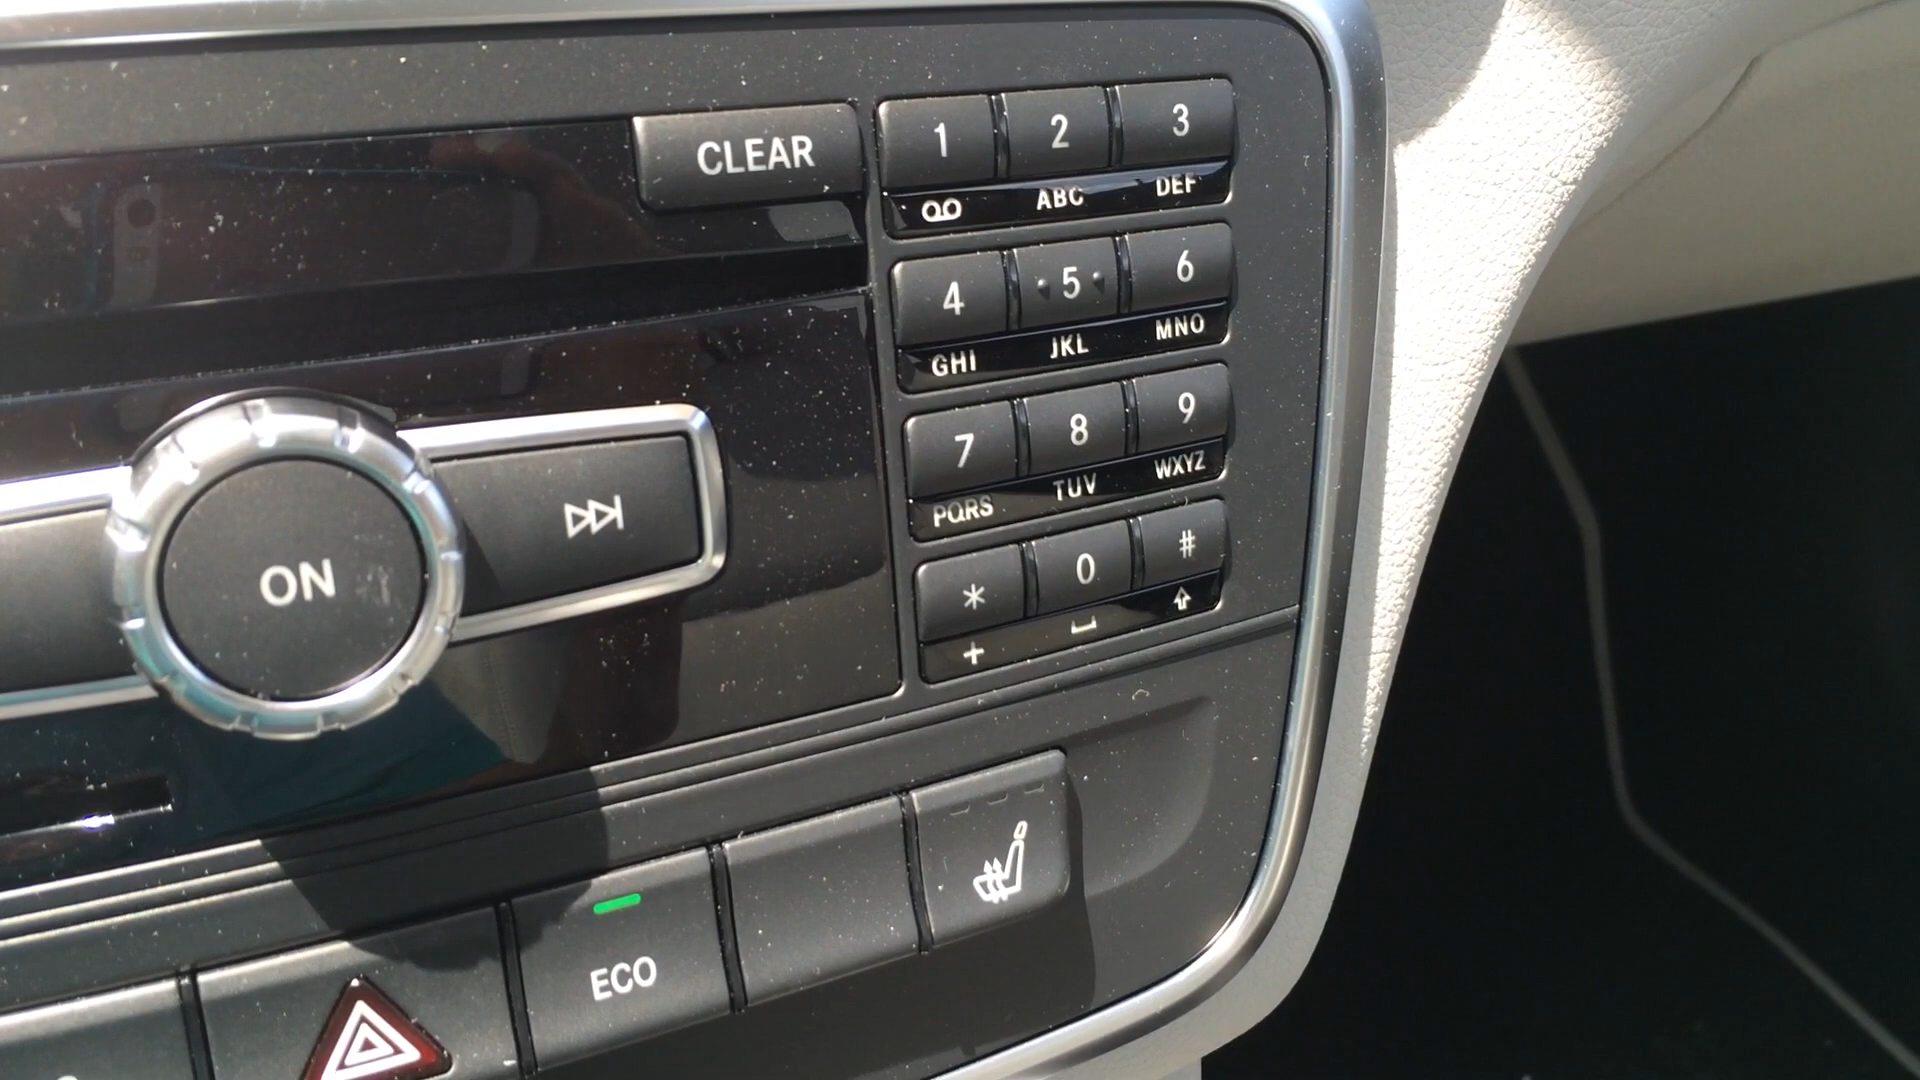 CLEAR
1 2 3
ABC DEF
4 5 6
GHI JKL MNO
7 8 9
PQRS TUV WXYZ
* 0 #
+
ON
ECO